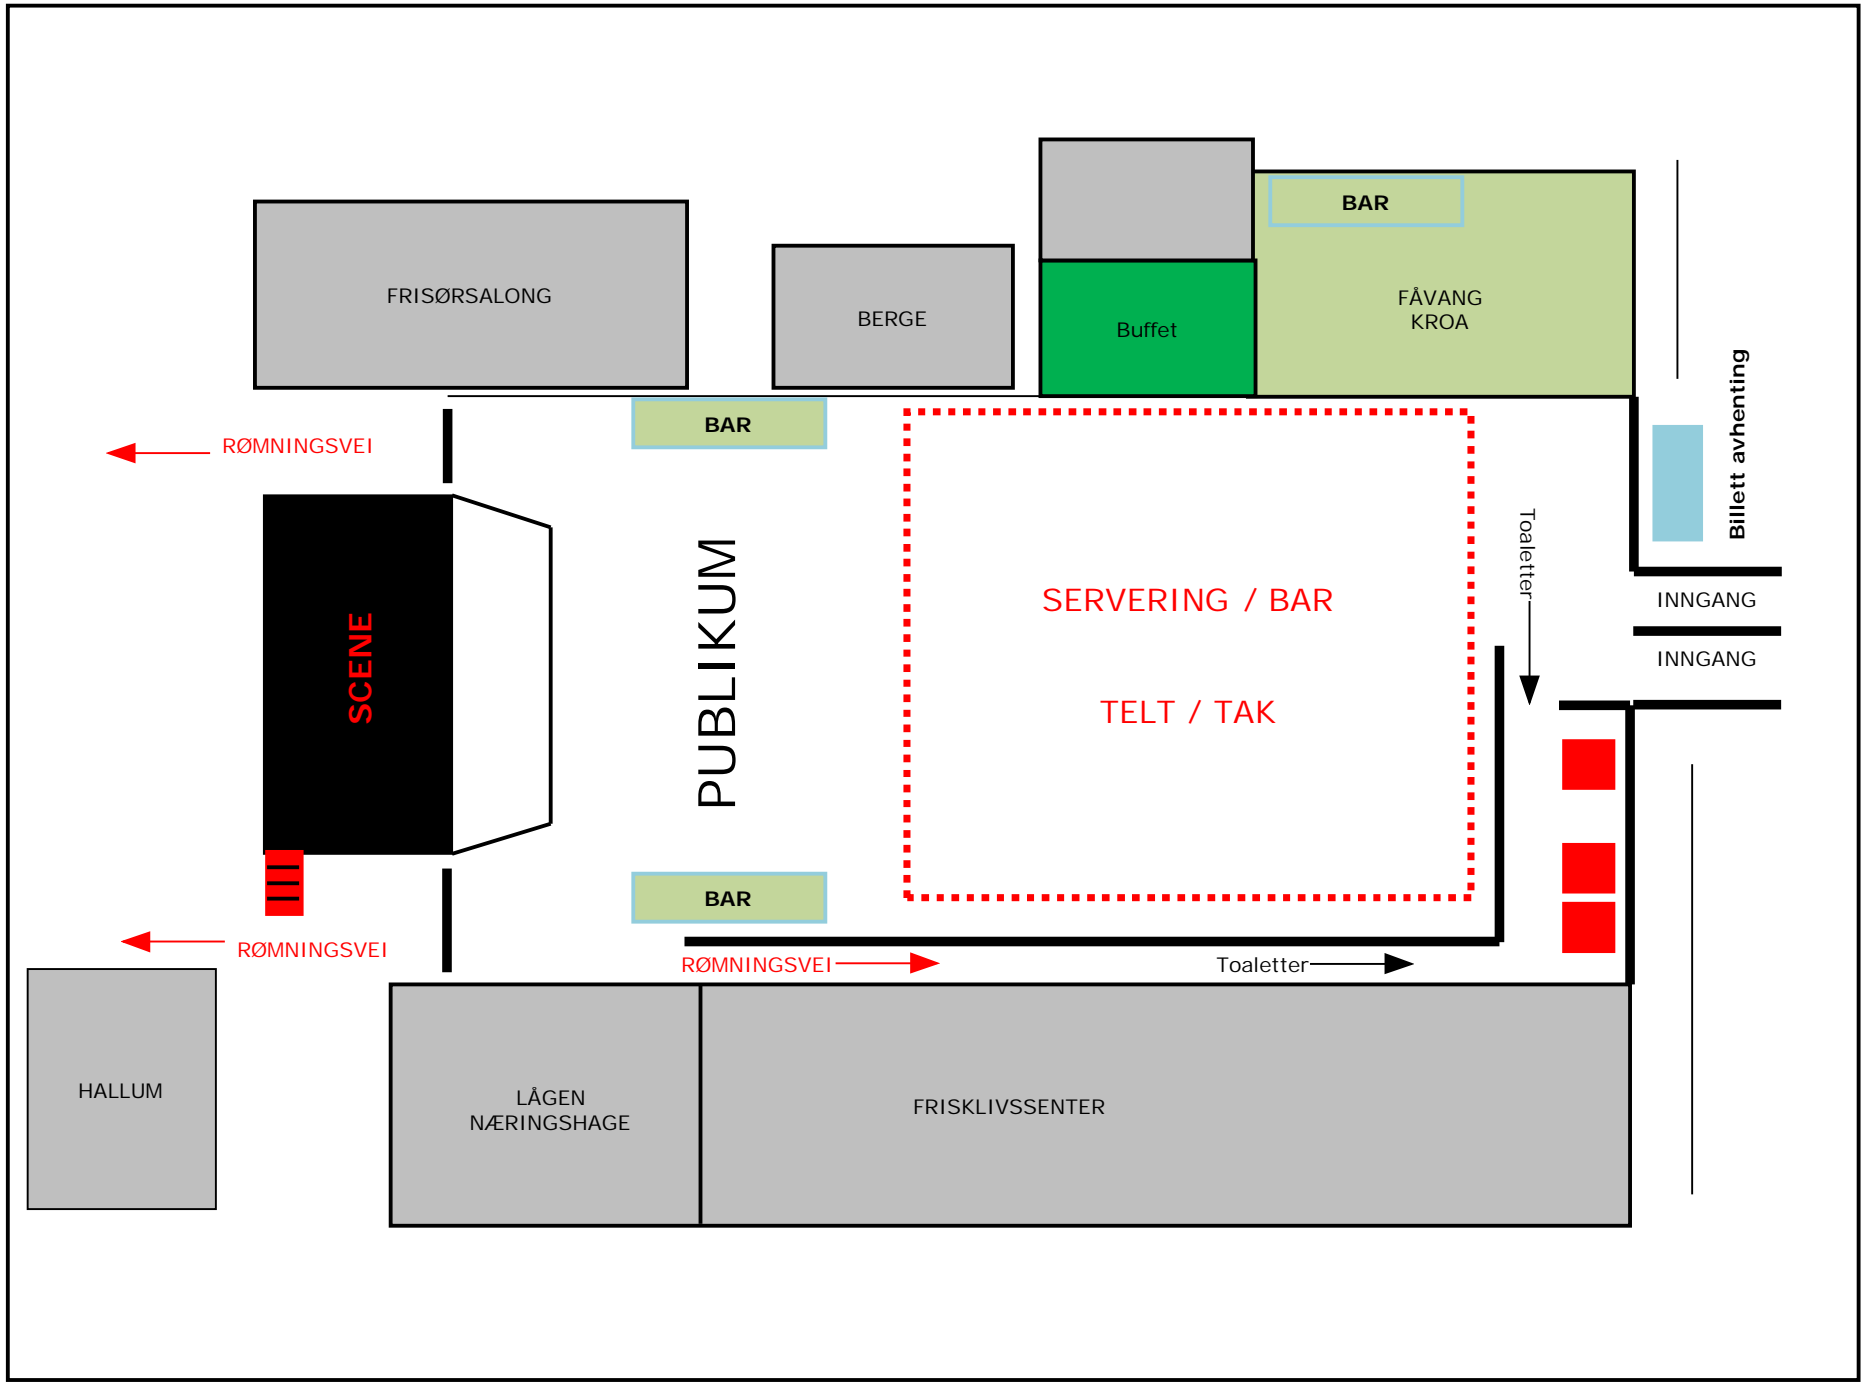 BAR
FRISØRSALONG
BERGE
Buffet
FÅVANG
KROA
Billett avhenting
BAR
RØMNINGSVEI
SCENE
PUBLIKUM
SERVERING / BAR
TELT / TAK
Toaletter
INNGANG
INNGANG
BAR
RØMNINGSVEI
RØMNINGSVEI
Toaletter
HALLUM
LÅGEN
NÆRINGSHAGE
FRISKLIVSSENTER